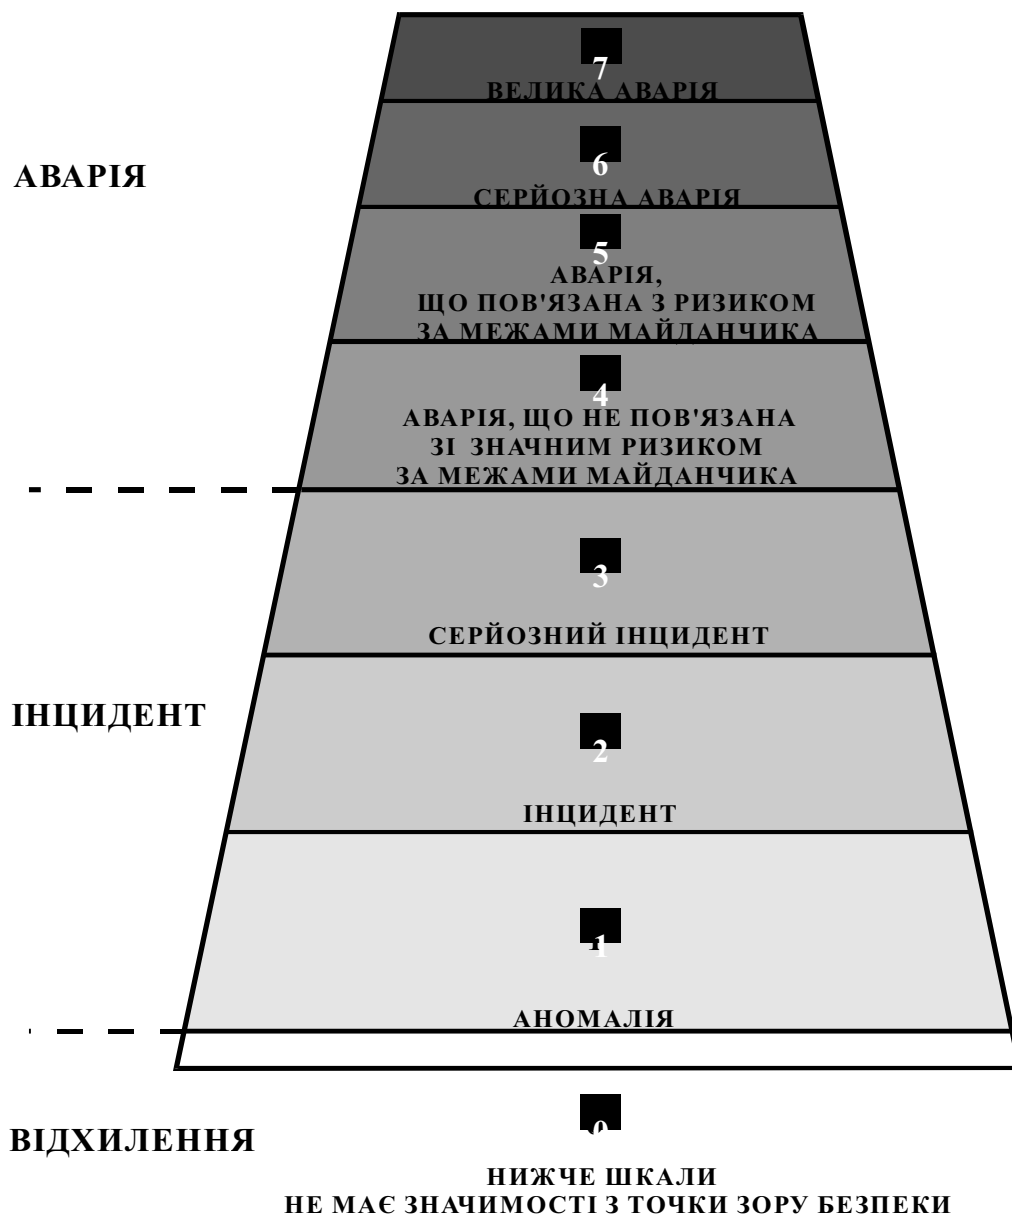 7
ВЕЛИКА АВАРІЯ
6
АВАРІЯ
СЕРЙОЗНА АВАРІЯ
5
АВАРІЯ,
ЩО ПОВ'ЯЗАНА З РИЗИКОМ
ЗА МЕЖАМИ МАЙДАНЧИКА
4
АВАРІЯ, ЩО НЕ ПОВ'ЯЗАНА
ЗІ ЗНАЧНИМ РИЗИКОМ
ЗА МЕЖАМИ МАЙДАНЧИКА
3
СЕРЙОЗНИЙ ІНЦИДЕНТ
ІНЦИДЕНТ
2
ІНЦИДЕНТ
1
АНОМАЛІЯ
0
ВІДХИЛЕННЯ
НИЖЧЕ ШКАЛИ
НЕ МАЄ ЗНАЧИМОСТІ З ТОЧКИ ЗОРУ БЕЗПЕКИ